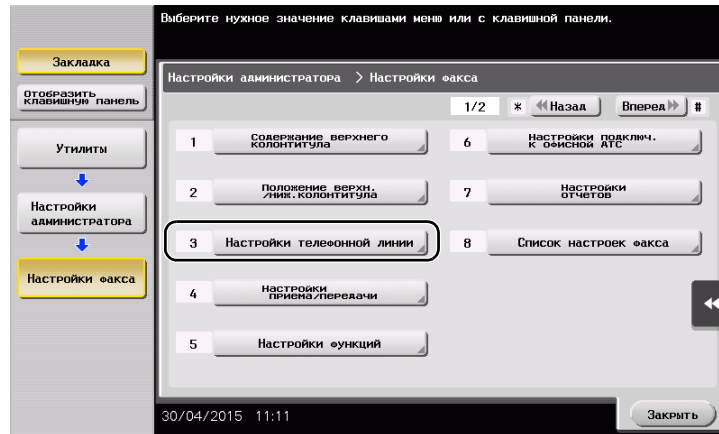 Выберите нужное значение клавишами меню или с клавишной панели.
Закладка
Отобразить
клавишную панель
Утилиты
Настройки
администратора
Настройки факса
Настройки администратора > Настройки факса
1/2 * Назад Вперед #
1 Содержание верхнего
колонтитула
2 Положение верхн.
/ниж.колонтитула
3 Настройки телефонной линии
4 Настройки
приема/передачи
5 Настройки функций
6 Настройки подключ.
к офисной АТС
7 Настройки
отчетов
8 Список настроек факса
30/04/2015 11:11
Закрыть